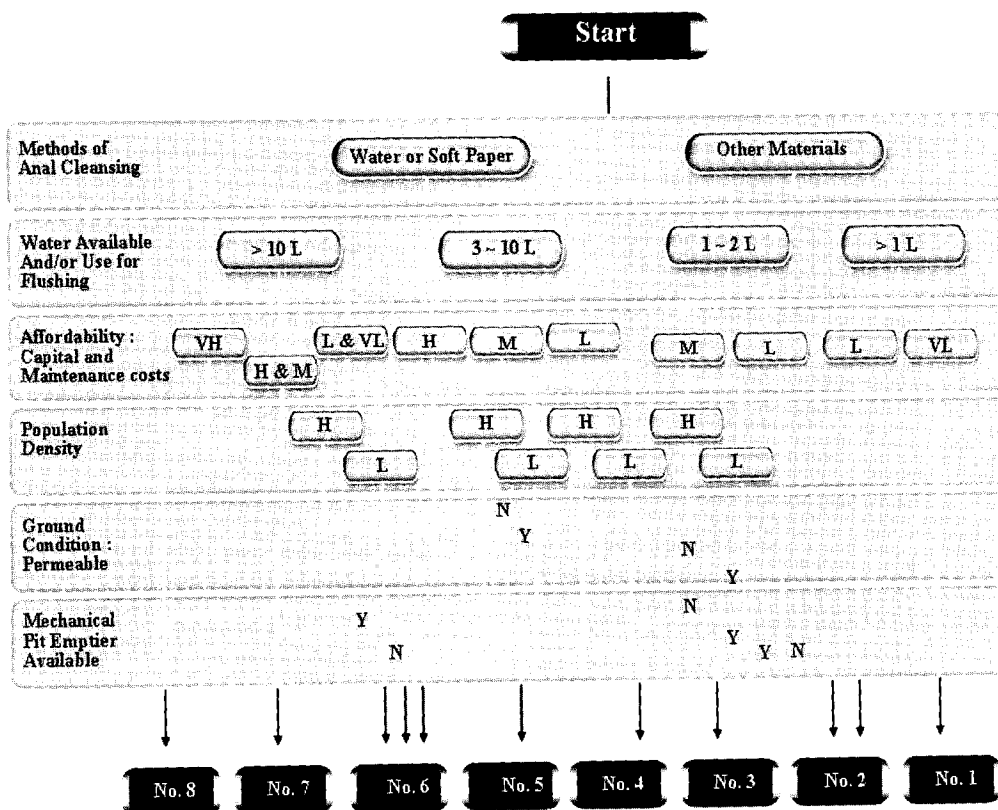 Start
Methods of
Anal Cleansing
Water or Soft Paper
Other Materials
Water Available
And/or Use for
Flushing
> 10 L
3 ~ 10 L
1 ~ 2 L
> 1 L
Affordability :
Capital and
Maintenance costs
VH
H & M
L & VL
H
M
L
M
L
L
VL
Population
Density
H
L
H
L
H
L
H
L
Ground
Condition :
Permeable
N
Y
N
Y
Mechanical
Pit Emptier
Available
Y
N
N
Y
Y
N
No. 8
No. 7
No. 6
No. 5
No. 4
No. 3
No. 2
No. 1